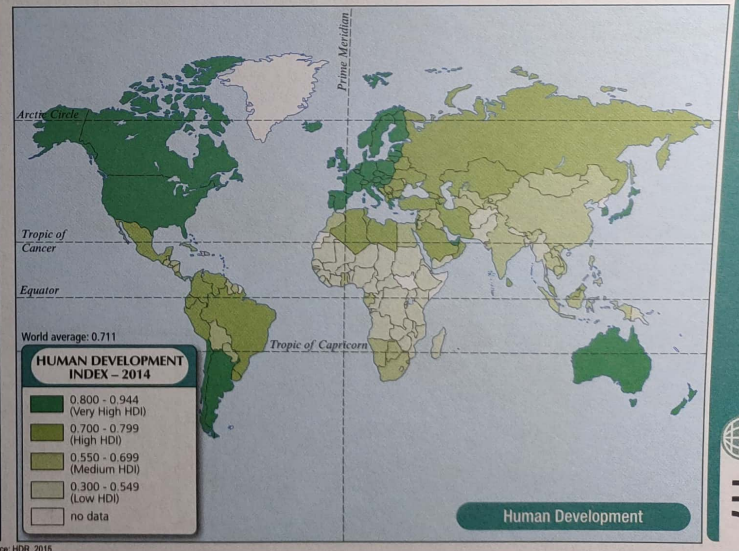 Prime Meridian
Arctic Circle
Tropic of
Cancer
Equator
World average: 0.711
Tropic of Capricorn
HUMAN DEVELOPMENT
INDEX – 2014
0.800 - 0.944
(Very High HDI)
0.700 - 0.799
(High HDI)
0.550 - 0.699
(Medium HDI)
0.300 - 0.549
(Low HDI)
no data
Human Development
HDR, 2015